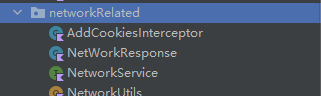 networkRelated
AddCookiesInterceptor
NetWorkResponse
NetworkService
NetworkUtils